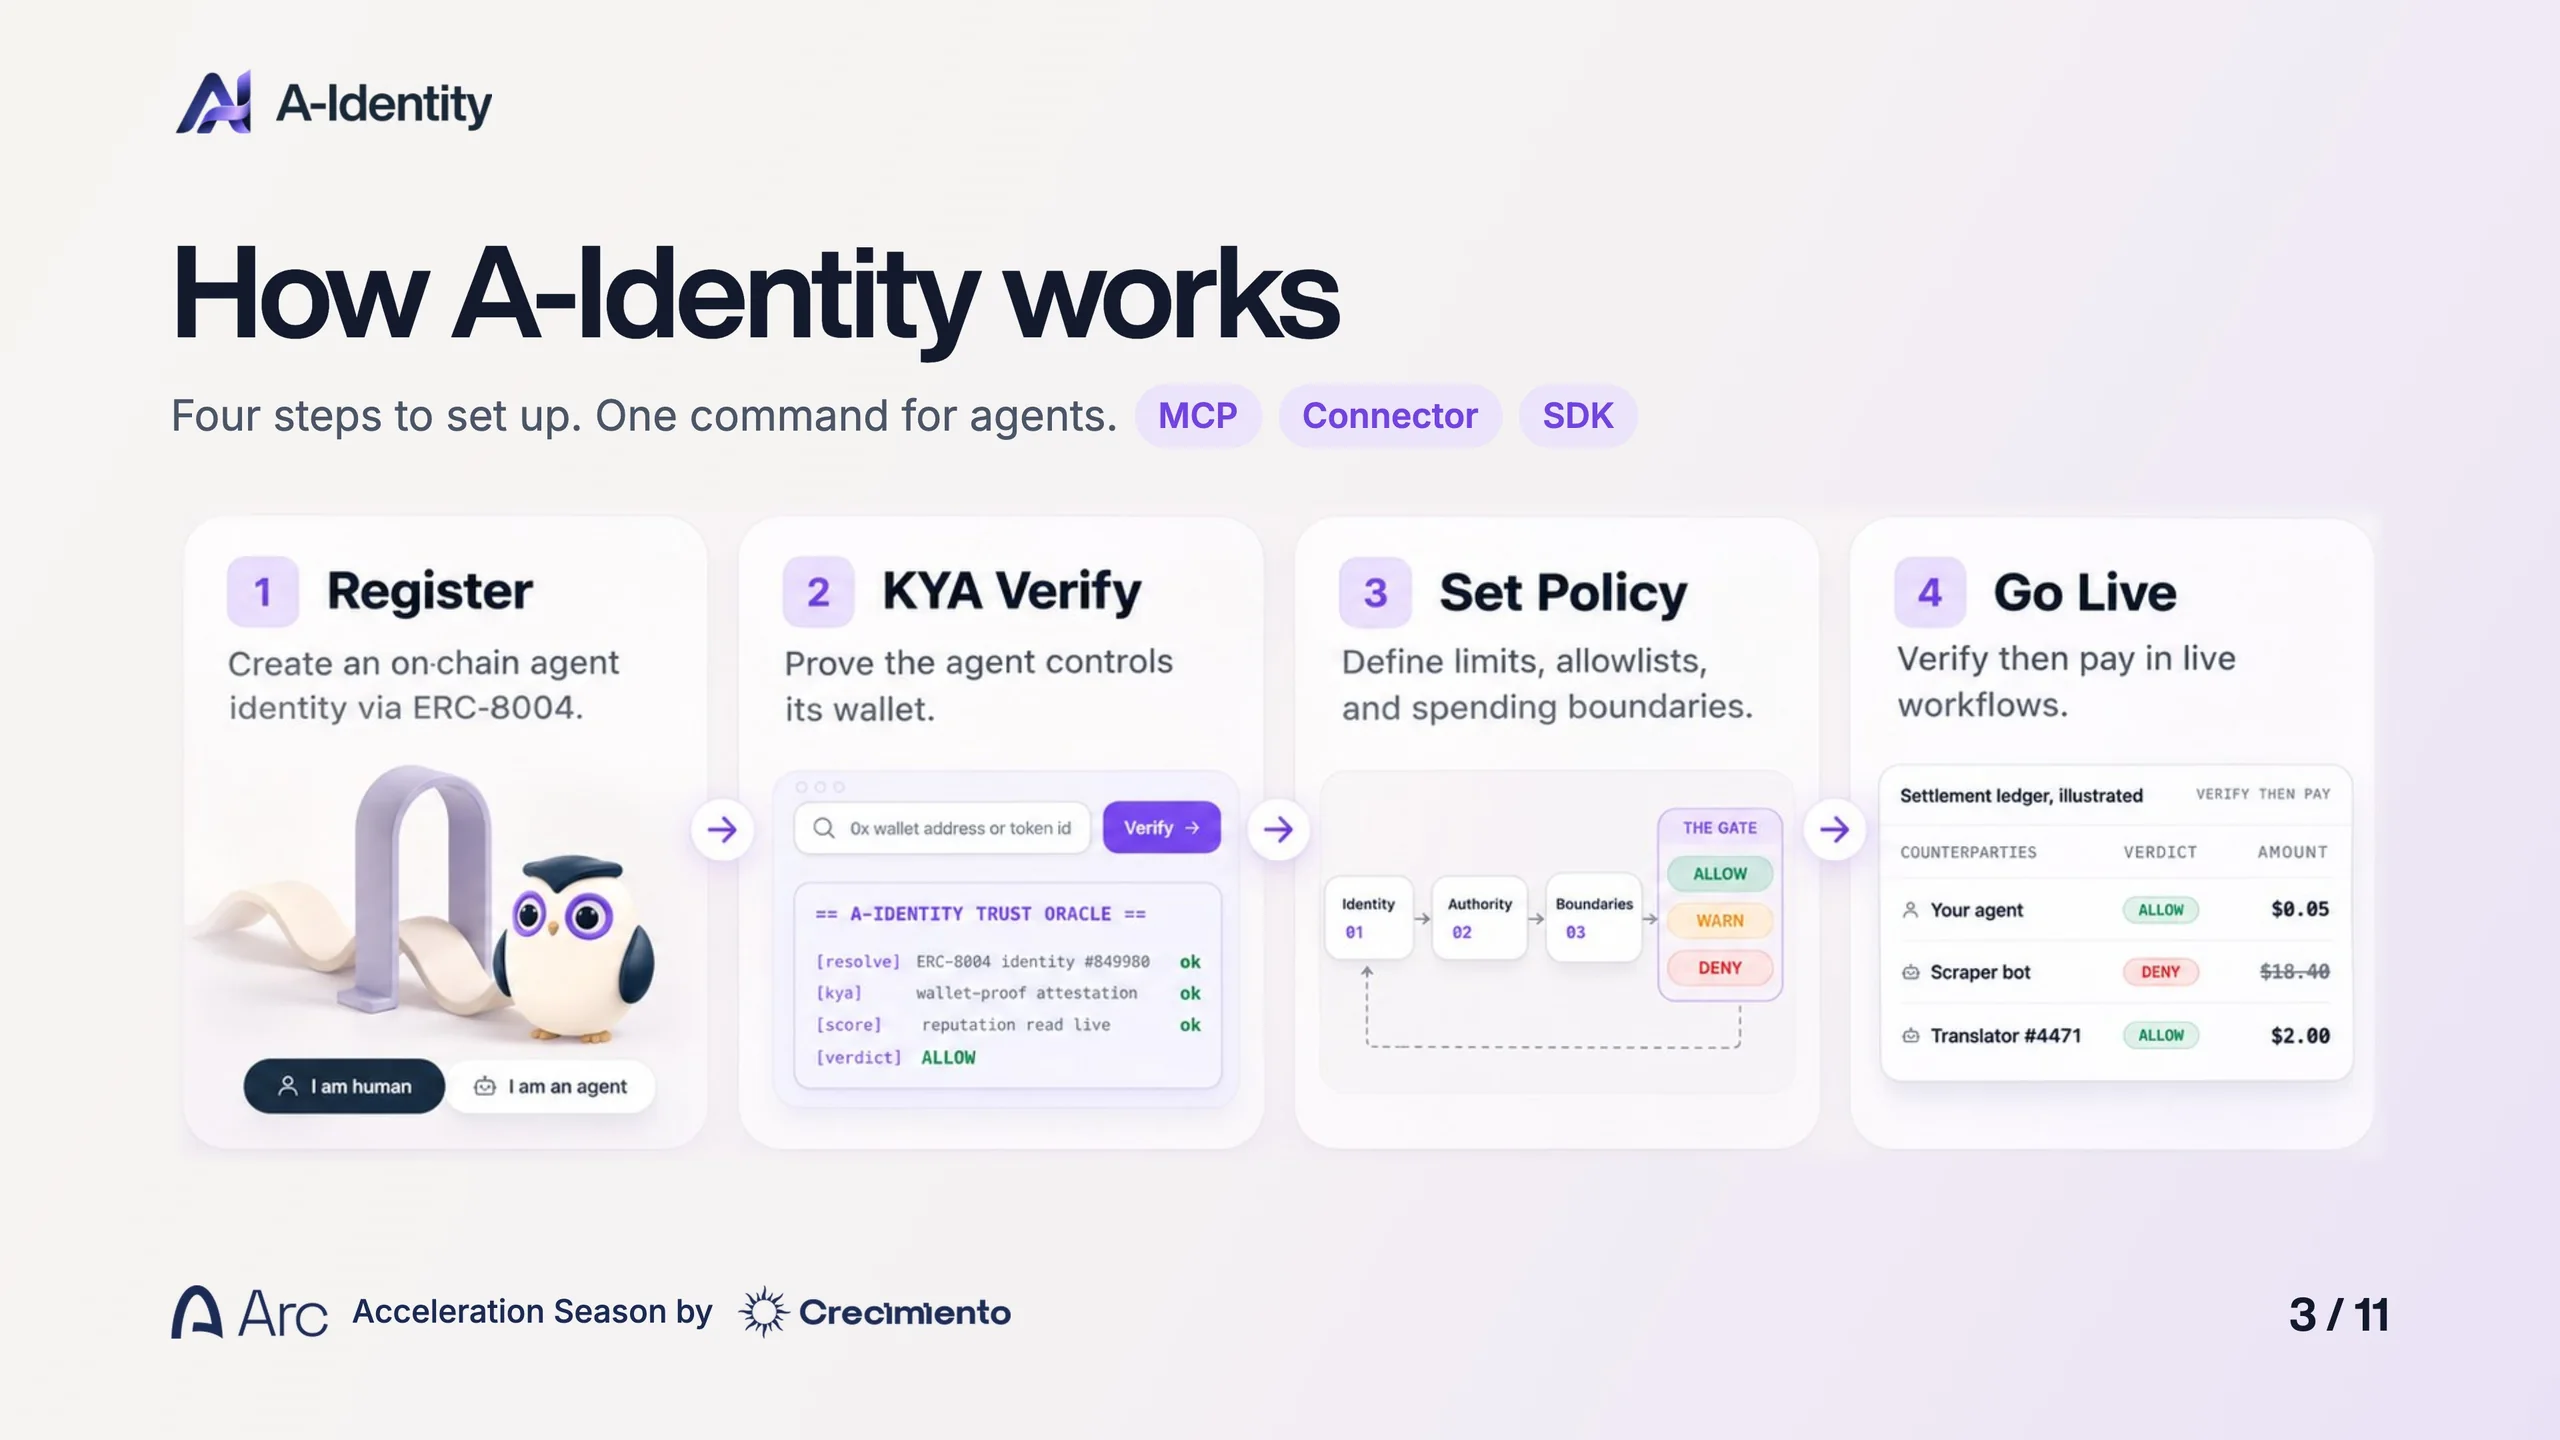 A-Identity
How A-Identity works
Four steps to set up. One command for agents. MCP Connector SDK
1 Register
Create an on-chain agent
identity via ERC-8004.
I am human
I am an agent
2 KYA Verify
Prove the agent controls
its wallet.
0x wallet address or token id
Verify →
== A-IDENTITY TRUST ORACLE ==
[resolve] ERC-8004 identity #849980 ok
[kya] wallet-proof attestation ok
[score] reputation read live ok
[verdict] ALLOW
3 Set Policy
Define limits, allowlists,
and spending boundaries.
Identity
01
Authority
02
Boundaries
03
THE GATE
ALLOW
WARN
DENY
4 Go Live
Verify then pay in live
workflows.
Settlement ledger, illustrated VERIFY THEN PAY
COUNTERPARTIES VERDICT AMOUNT
Your agent ALLOW $0.05
Scraper bot DENY $18.40
Translator #4471 ALLOW $2.00
Arc Acceleration Season by Crecimiento
3 / 11